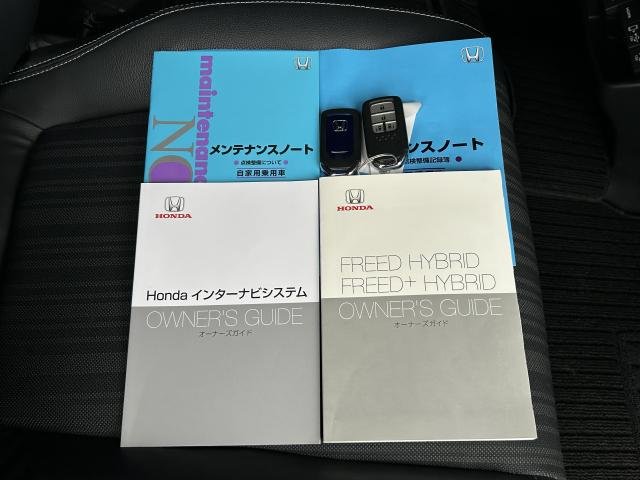 maintenance
NO
メンテナンスノート
点検整備について
自家用乗用車
ンスノート
点検整備記録簿
HONDA
Honda インターナビシステム
OWNER'S GUIDE
オーナーズガイド
HONDA
FREED HYBRID
FREED+ HYBRID
OWNER'S GUIDE
オーナーズガイド